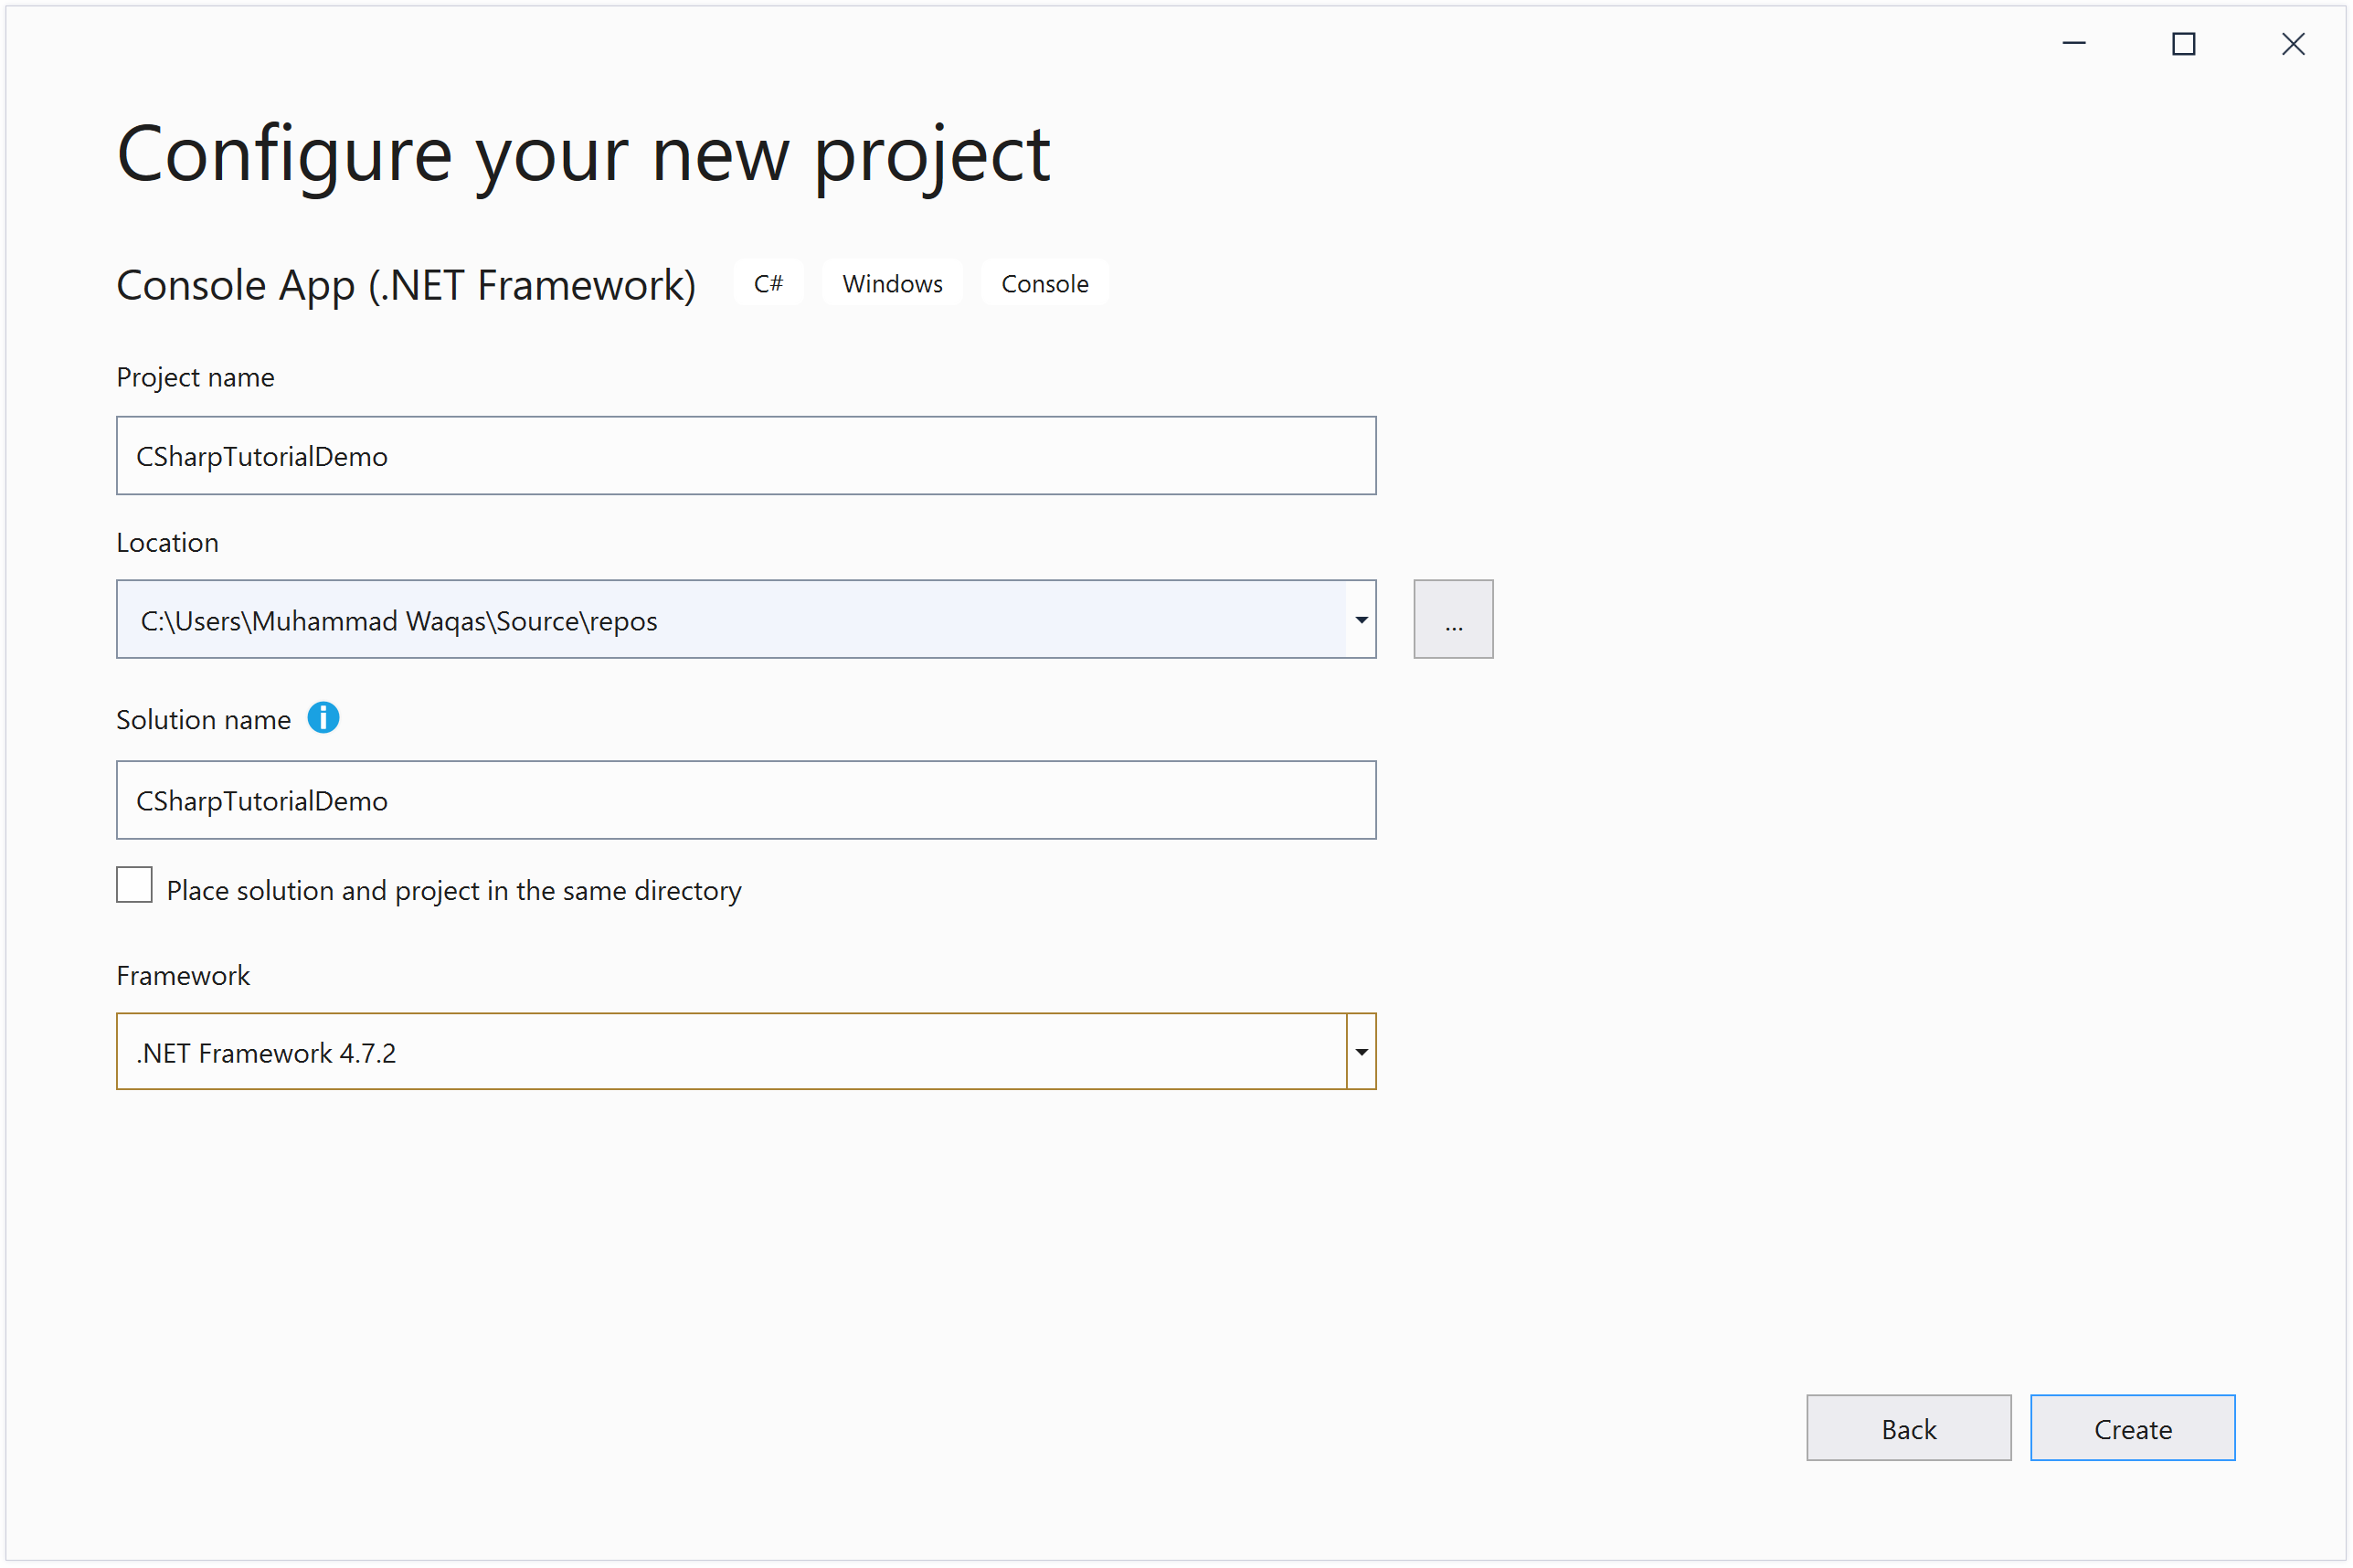 Configure your new project
Console App (.NET Framework) C# Windows Console
Project name
CSharpTutorialDemo
Location
C:\Users\Muhammad Waqas\Source\repos
...
Solution name
CSharpTutorialDemo
Place solution and project in the same directory
Framework
.NET Framework 4.7.2
Back Create